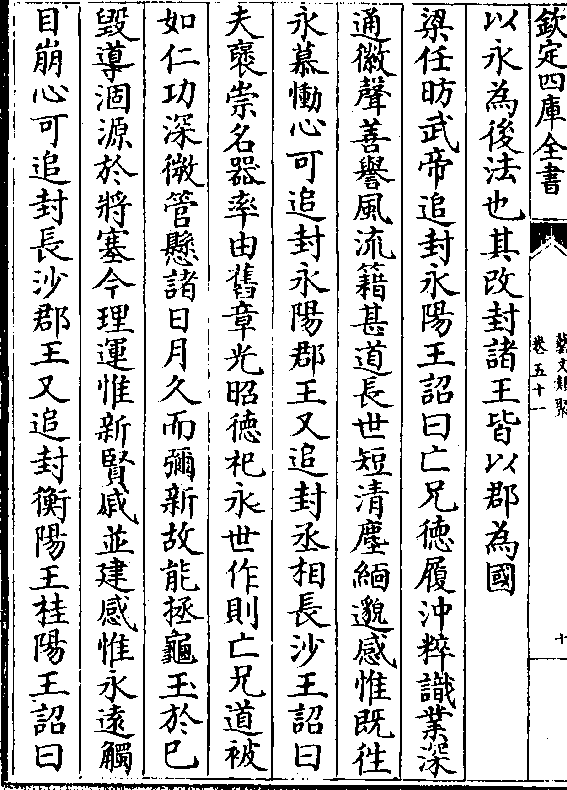 欽定四庫全書
藝文類聚
卷五十一
十
以永為後法也其改封諸王皆以郡為國
梁任昉武帝追封永陽王詔曰亡兄德履沖粹識業深
通徽聲善譽風流籍甚道長世短清塵緬邈感惟既往
永慕慟心可追封永陽郡王又追封丞相長沙王詔曰
夫襃崇名器率由舊章光昭德祀永世作則亡兄道被
如仁功深微管懸諸日月久而彌新故能拯龜玉於已
毀導涸源於將塞今理運惟新賢戚並建感惟永遠觸
目崩心可追封長沙郡王又追封衡陽王桂陽王詔曰